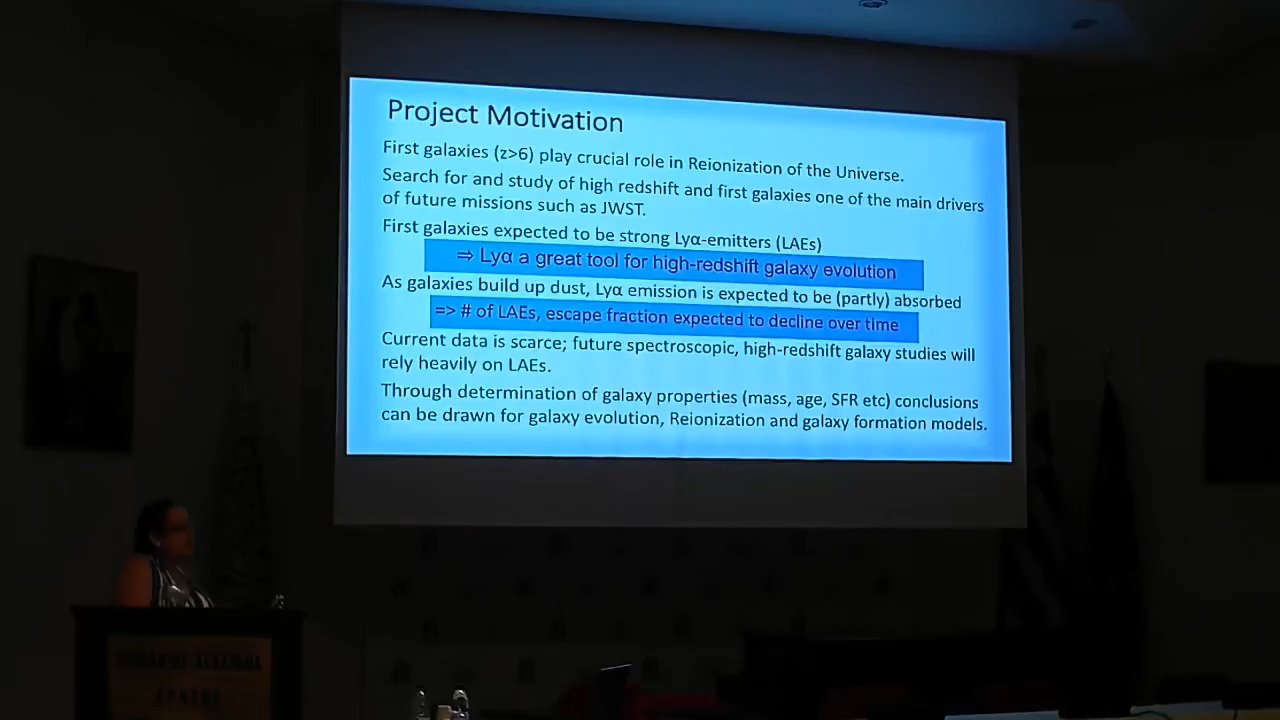 Project Motivation
First galaxies (z>6) play crucial role in Reionization of the Universe.
Search for and study of high redshift and first galaxies one of the main drivers
of future missions such as JWST.
First galaxies expected to be strong Lyα-emitters (LAEs)
⇒ Lyα a great tool for high-redshift galaxy evolution
As galaxies build up dust, Lyα emission is expected to be (partly) absorbed
=> # of LAEs, escape fraction expected to decline over time
Current data is scarce; future spectroscopic, high-redshift galaxy studies will
rely heavily on LAEs.
Through determination of galaxy properties (mass, age, SFR etc) conclusions
can be drawn for galaxy evolution, Reionization and galaxy formation models.